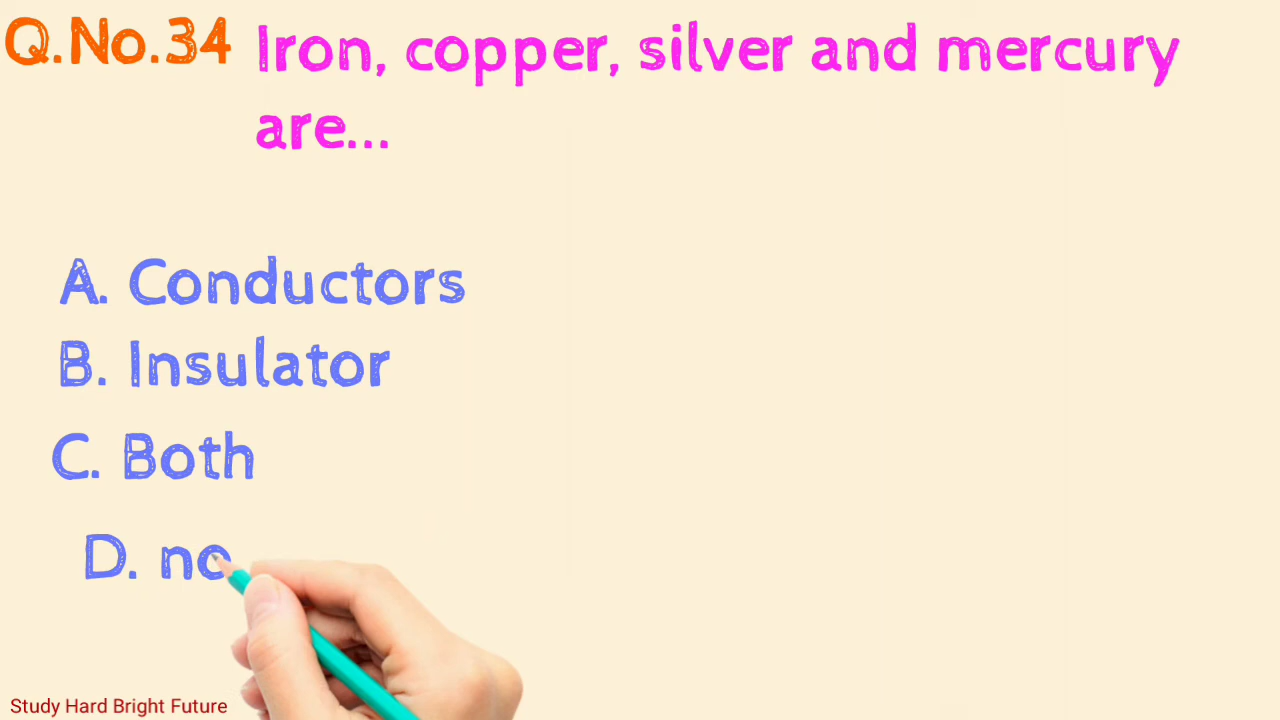 Q.No.34 Iron, copper, silver and mercury
are...
A. Conductors
B. Insulator
C. Both
D. no
Study Hard Bright Future